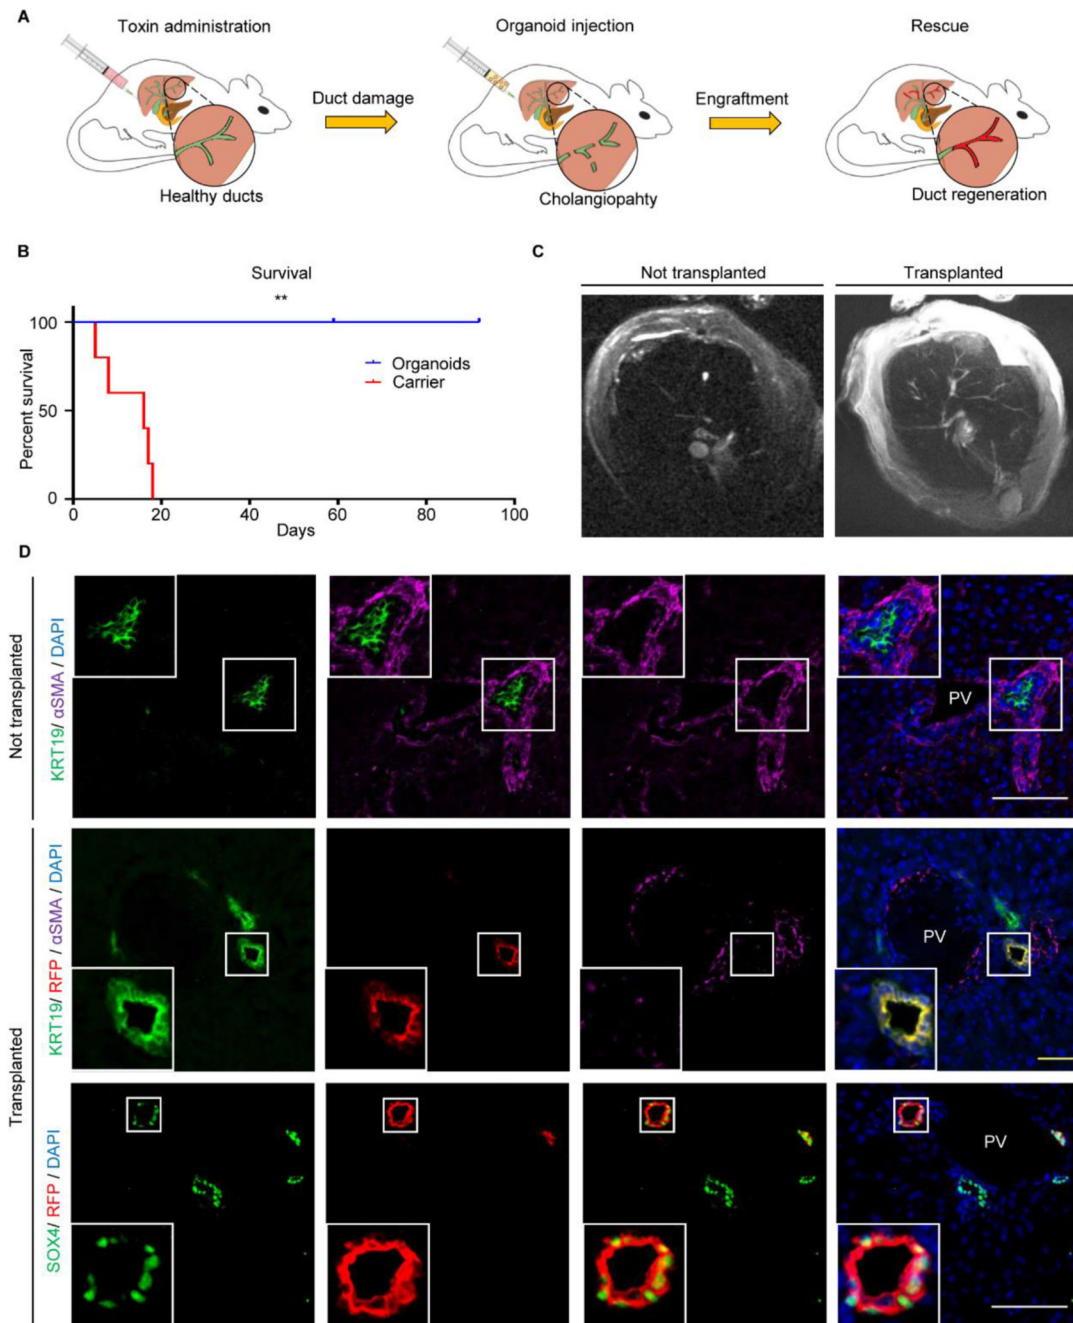 A
Toxin administration
Organoid injection
Rescue
Duct damage
Engraftment
Healthy ducts
Cholangiopahty
Duct regeneration
B
Survival
**
100
50
0
Percent survival
Organoids
Carrier
0
20
40
60
80
100
Days
C
Not transplanted
Transplanted
D
Not transplanted
KRT19/ αSMA / DAPI
PV
Transplanted
KRT19/ RFP / αSMA / DAPI
PV
SOX4/ RFP / DAPI
PV